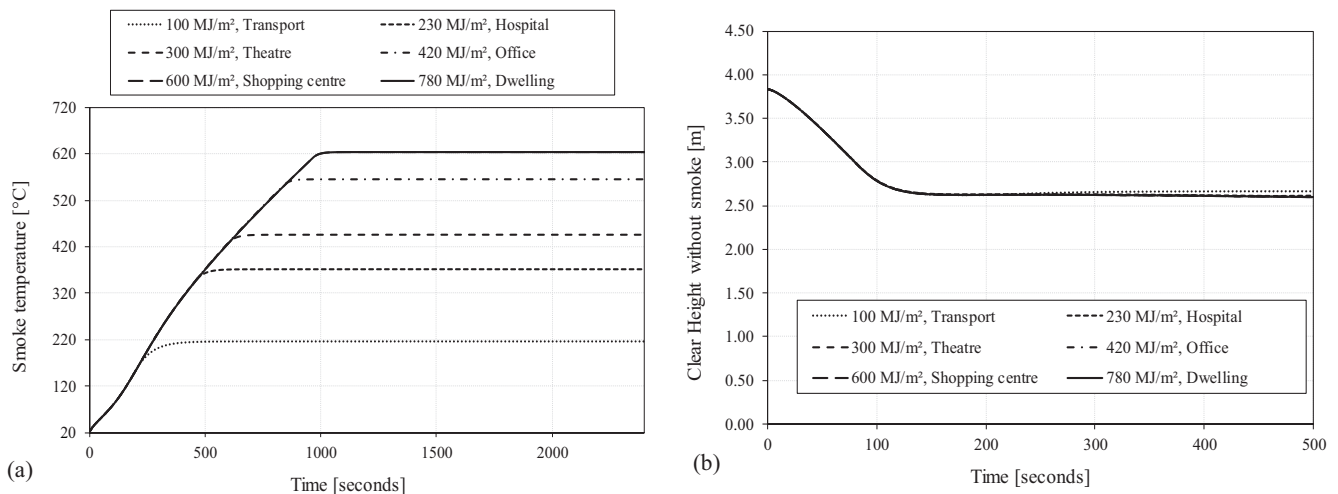 100 MJ/m², Transport 230 MJ/m², Hospital
300 MJ/m², Theatre 420 MJ/m², Office
600 MJ/m², Shopping centre 780 MJ/m², Dwelling
720
620
520
420
320
220
120
20
Smoke temperature [°C]
0 500 1000 1500 2000
Time [seconds]
(a)
4.50
4.00
3.50
3.00
2.50
2.00
1.50
1.00
0.50
0.00
Clear Height without smoke [m]
100 MJ/m², Transport 230 MJ/m², Hospital
300 MJ/m², Theatre 420 MJ/m², Office
600 MJ/m², Shopping centre 780 MJ/m², Dwelling
0 100 200 300 400 500
Time [seconds]
(b)